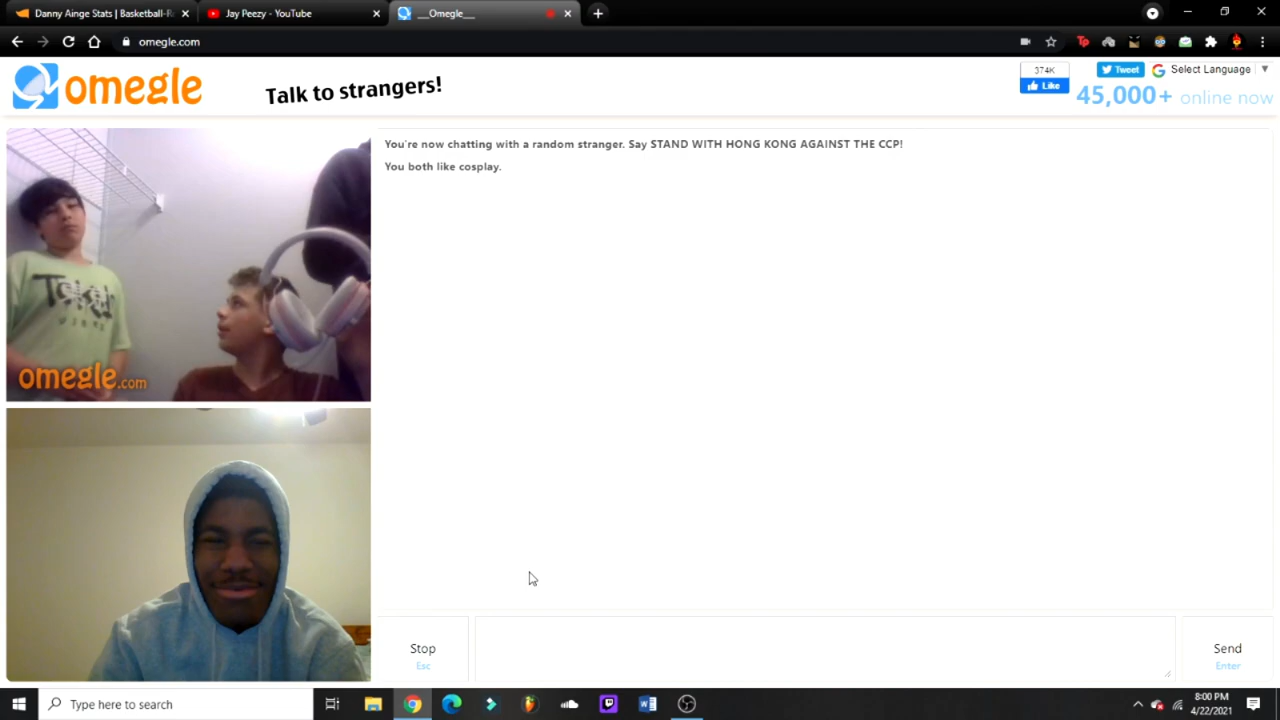 Danny Ainge Stats | Basketball-R
Jay Peezy - YouTube
__Omegle__
omegle.com
omegle
Talk to strangers!
374K
Like
Tweet
Select Language
45,000+ online now
You're now chatting with a random stranger. Say STAND WITH HONG KONG AGAINST THE CCP!
You both like cosplay.
omegle.com
Stop
Esc
Send
Enter
Type here to search
8:00 PM
4/22/2021